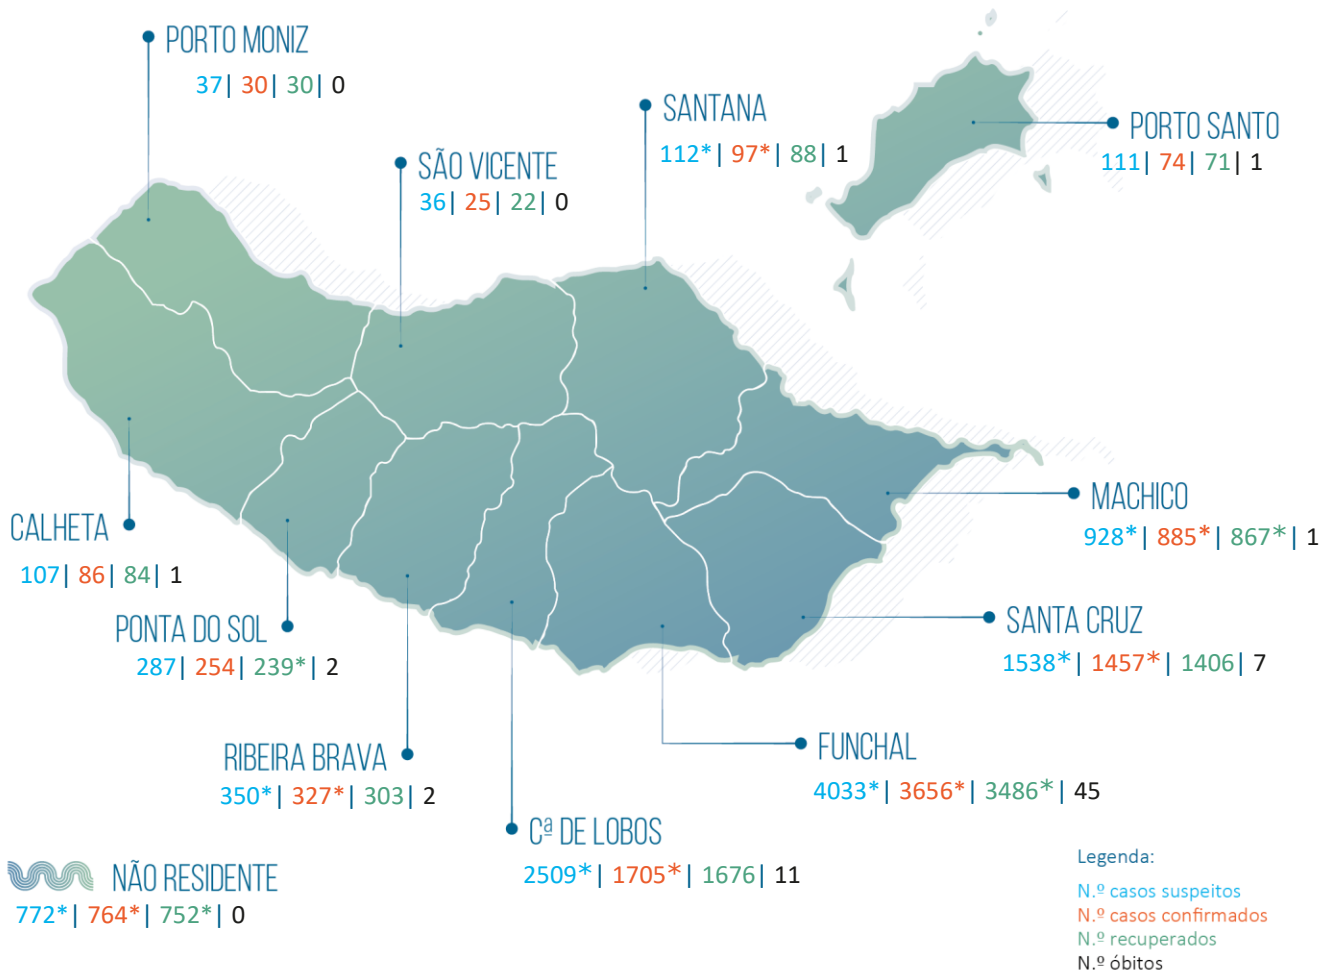 PORTO MONIZ
37| 30| 30| 0
SANTANA
112*| 97*| 88| 1
PORTO SANTO
111| 74| 71| 1
SÃO VICENTE
36| 25| 22| 0
MACHICO
928*| 885*| 867*| 1
CALHETA
107| 86| 84| 1
PONTA DO SOL
287| 254| 239*| 2
SANTA CRUZ
1538*| 1457*| 1406| 7
RIBEIRA BRAVA
350*| 327*| 303| 2
FUNCHAL
4033*| 3656*| 3486*| 45
Cª DE LOBOS
2509*| 1705*| 1676| 11
NÃO RESIDENTE
772*| 764*| 752*| 0
Legenda:
N.º casos suspeitos
N.º casos confirmados
N.º recuperados
N.º óbitos